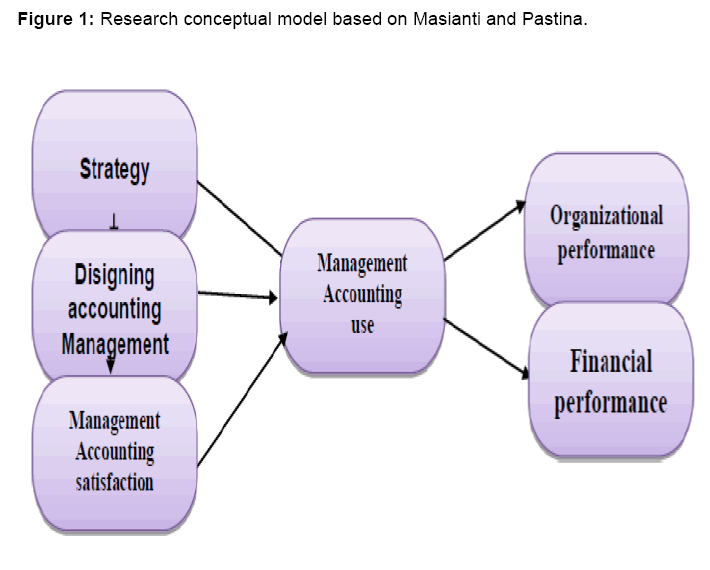 Figure 1: Research conceptual model based on Masianti and Pastina.
Strategy
Disigning
accounting
Management
Management
Accounting
satisfaction
Management
Accounting
use
Organizational
performance
Financial
performance